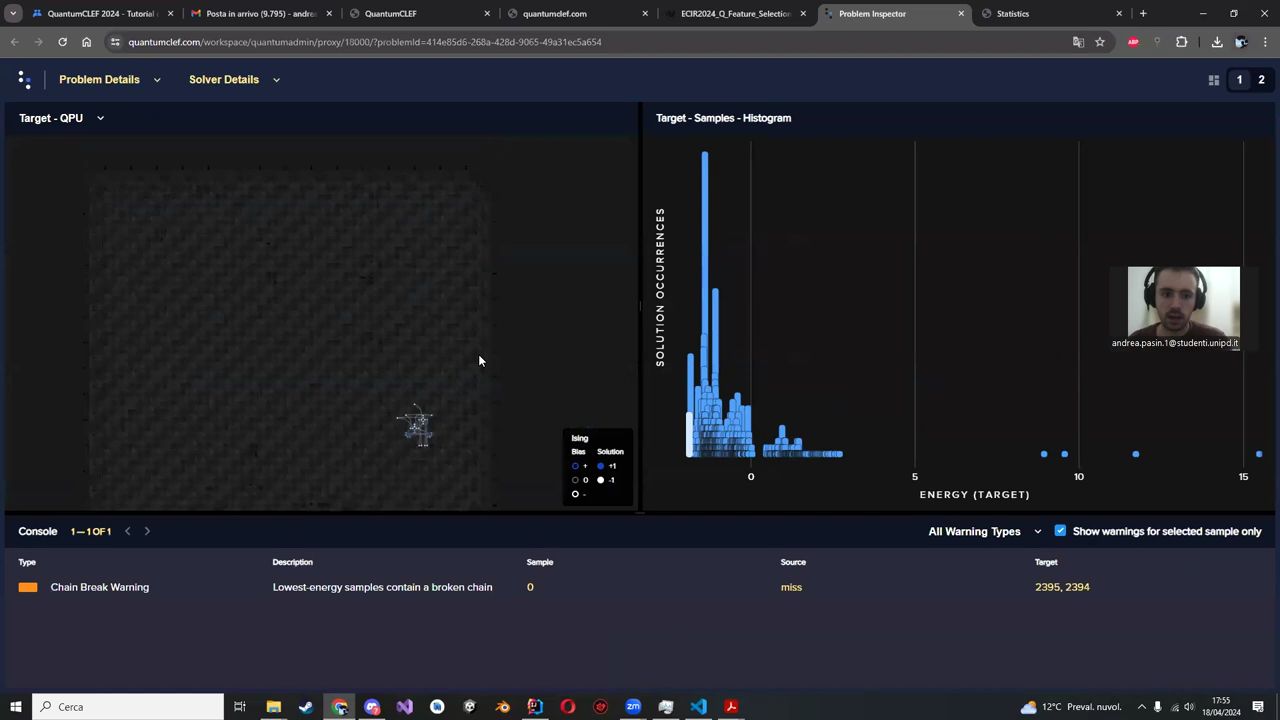 QuantumCLEF 2024 - Tutorial
Posta in arrivo (9.795) - andrea
QuantumCLEF
quantumclef.com
ECIR2024_Q_Feature_Selection
Problem Inspector
Statistics
quantumclef.com/workspace/quantumadmin/proxy/18000/?problemId=414e85d6-268a-428d-9065-49a31ec5a654
ABP
Problem Details
Solver Details
1 2
Target - QPU
Target - Samples - Histogram
SOLUTION OCCURRENCES
Ising
Bias Solution
+ +1
0 -1
-
0 5 10 15
ENERGY (TARGET)
andrea.pasin.1@studenti.unipd.it
Console 1—1 OF 1
All Warning Types
Show warnings for selected sample only
Type Description Sample Source Target
Chain Break Warning Lowest-energy samples contain a broken chain 0 miss 2395, 2394
Cerca
zm
12°C Preval. nuvol.
17:55
18/04/2024